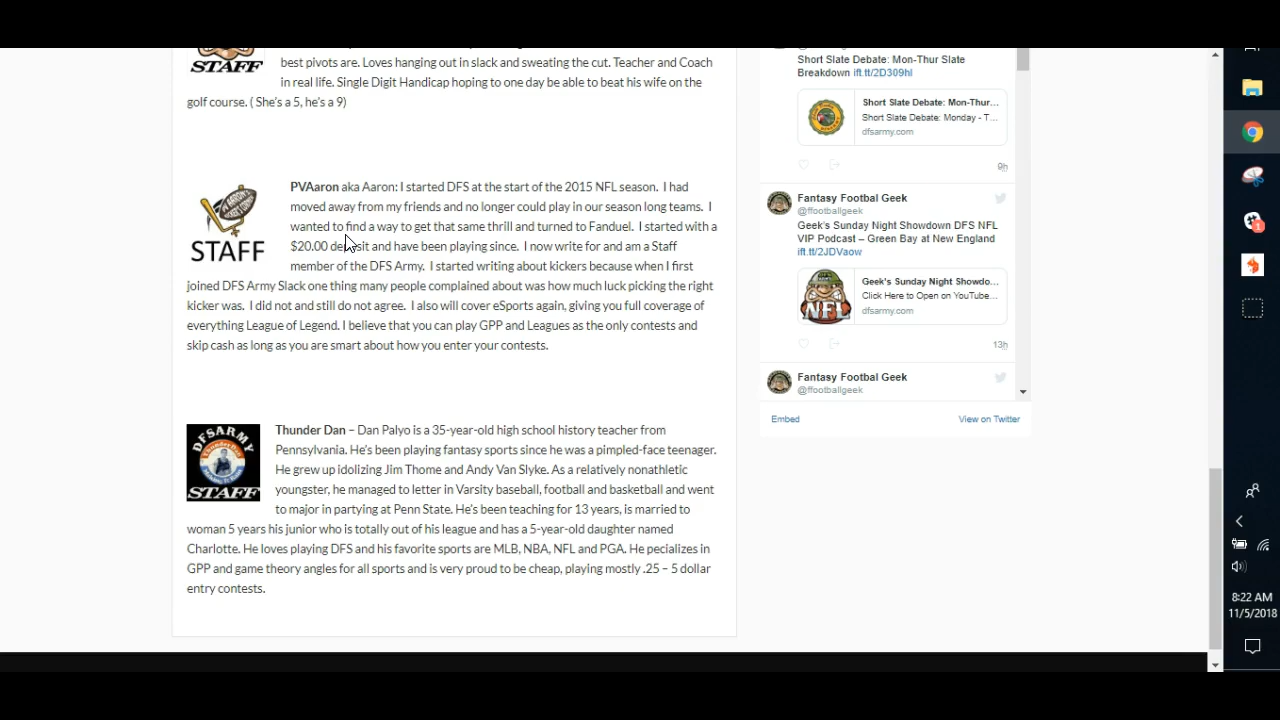 STAFF
best pivots are. Loves hanging out in slack and sweating the cut. Teacher and Coach
in real life. Single Digit Handicap hoping to one day be able to beat his wife on the
golf course. ( She's a 5, he's a 9)
STAFF
PVAaron aka Aaron: I started DFS at the start of the 2015 NFL season. I had
moved away from my friends and no longer could play in our season long teams. I
wanted to find a way to get that same thrill and turned to Fanduel. I started with a
$20.00 deposit and have been playing since. I now write for and am a Staff
member of the DFS Army. I started writing about kickers because when I first
joined DFS Army Slack one thing many people complained about was how much luck picking the right
kicker was. I did not and still do not agree. I also will cover eSports again, giving you full coverage of
everything League of Legend. I believe that you can play GPP and Leagues as the only contests and
skip cash as long as you are smart about how you enter your contests.
DFSARMY
STAFF
Thunder Dan – Dan Palyo is a 35-year-old high school history teacher from
Pennsylvania. He's been playing fantasy sports since he was a pimpled-face teenager.
He grew up idolizing Jim Thome and Andy Van Slyke. As a relatively nonathletic
youngster, he managed to letter in Varsity baseball, football and basketball and went
to major in partying at Penn State. He's been teaching for 13 years, is married to
woman 5 years his junior who is totally out of his league and has a 5-year-old daughter named
Charlotte. He loves playing DFS and his favorite sports are MLB, NBA, NFL and PGA. He pecializes in
GPP and game theory angles for all sports and is very proud to be cheap, playing mostly .25 – 5 dollar
entry contests.
Short Slate Debate: Mon-Thur Slate
Breakdown ift.tt/2D309hI
Short Slate Debate: Mon-Thur...
Short Slate Debate: Monday - T...
dfsarmy.com
9h
Fantasy Footbal Geek
@ffootballgeek
Geek's Sunday Night Showdown DFS NFL
VIP Podcast – Green Bay at New England
ift.tt/2JDVaow
NFL
Geek's Sunday Night Showdo...
Click Here to Open on YouTube...
dfsarmy.com
13h
Fantasy Footbal Geek
@ffootballgeek
Embed
View on Twitter
1
8:22 AM
11/5/2018